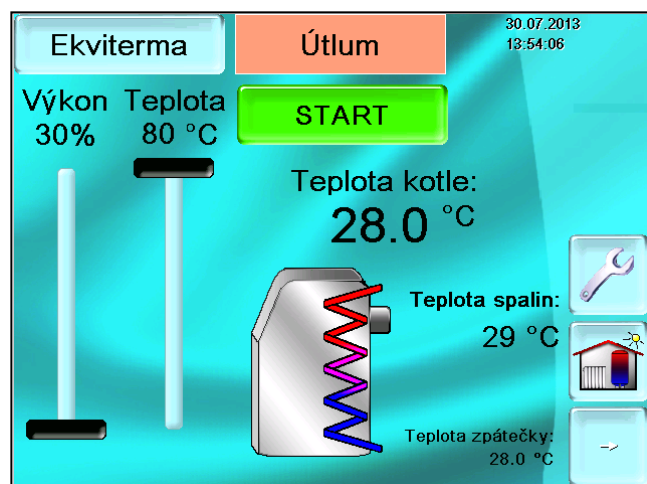 Ekviterma
Útlum
30.07.2013
13:54:06
Výkon
30%
Teplota
80 °C
START
Teplota kotle:
28.0 °C
Teplota spalin:
29 °C
Teplota zpátečky:
28.0 °C